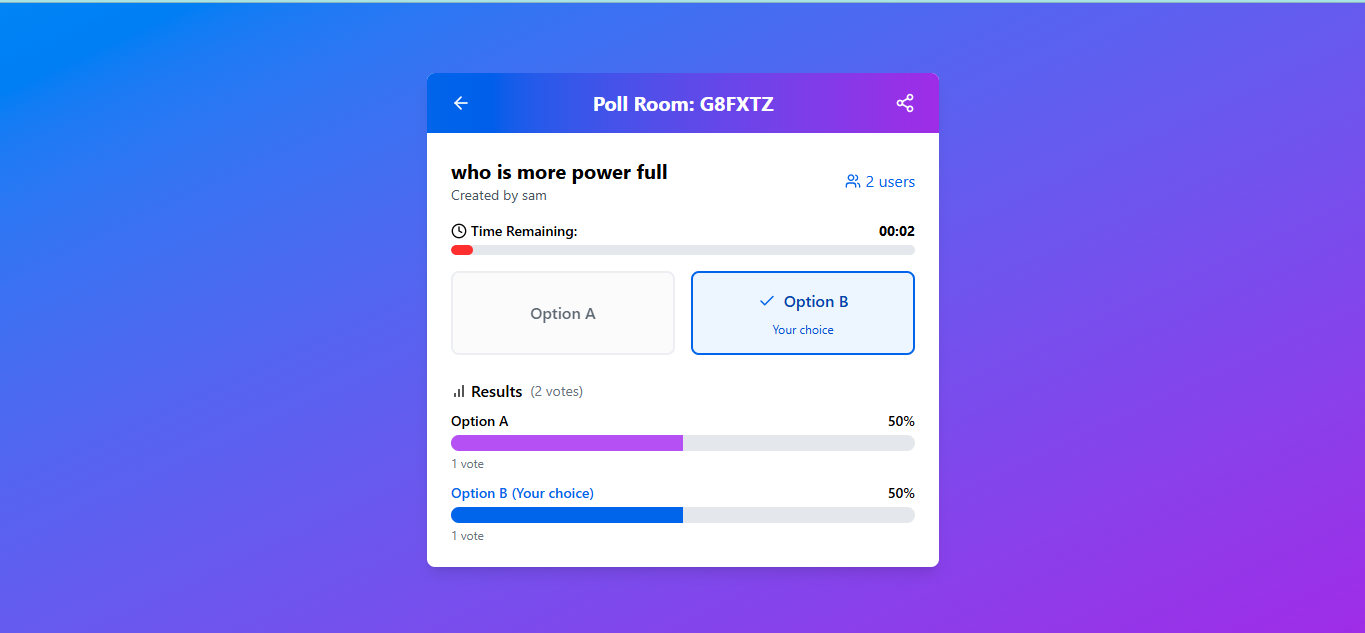 Poll Room: G8FXTZ
who is more power full
2 users
Created by sam
Time Remaining: 00:02
Option A
Option B
Your choice
Results (2 votes)
Option A 50%
1 vote
Option B (Your choice) 50%
1 vote